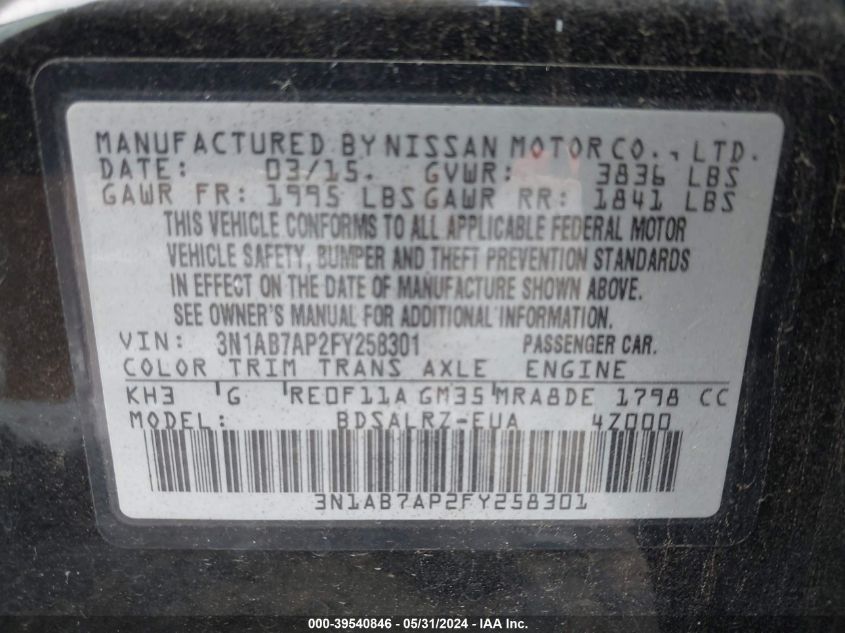 MANUFACTURED BY NISSAN MOTOR CO., LTD.
DATE: 03/15. GVWR: 3836 LBS
GAWR FR: 1995 LBS GAWR RR: 1841 LBS
THIS VEHICLE CONFORMS TO ALL APPLICABLE FEDERAL MOTOR
VEHICLE SAFETY, BUMPER AND THEFT PREVENTION STANDARDS
IN EFFECT ON THE DATE OF MANUFACTURE SHOWN ABOVE.
SEE OWNER'S MANUAL FOR ADDITIONAL INFORMATION.
VIN: 3N1AB7AP2FY258301 PASSENGER CAR.
COLOR TRIM TRANS AXLE ENGINE
KH3 G RE0F11A GM35 MRA8DE 1798 CC
MODEL: BDSALRZ-EUA 4Z000
3N1AB7AP2FY258301
000-39540846 - 05/31/2024 - IAA, Inc.